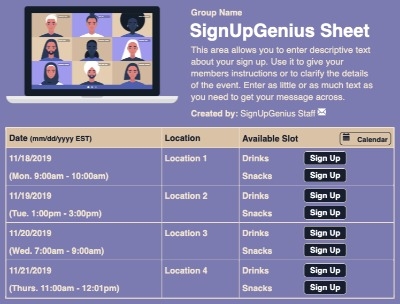 Group Name
SignUpGenius Sheet
This area allows you to enter descriptive text
about your sign up. Use it to give your
members instructions or to clarify the details
of the event. Enter as little or as much text as
you need to get your message across.
Created by: SignUpGenius Staff
Date (mm/dd/yyyy EST) Location Available Slot Calendar
11/18/2019 Location 1 Drinks Sign Up
(Mon. 9:00am - 10:00am) Snacks Sign Up
11/19/2019 Location 2 Drinks Sign Up
(Tue. 1:00pm - 3:00pm) Snacks Sign Up
11/20/2019 Location 3 Drinks Sign Up
(Wed. 7:00am - 9:00am) Snacks Sign Up
11/21/2019 Location 4 Drinks Sign Up
(Thurs. 11:00am - 12:01pm) Snacks Sign Up